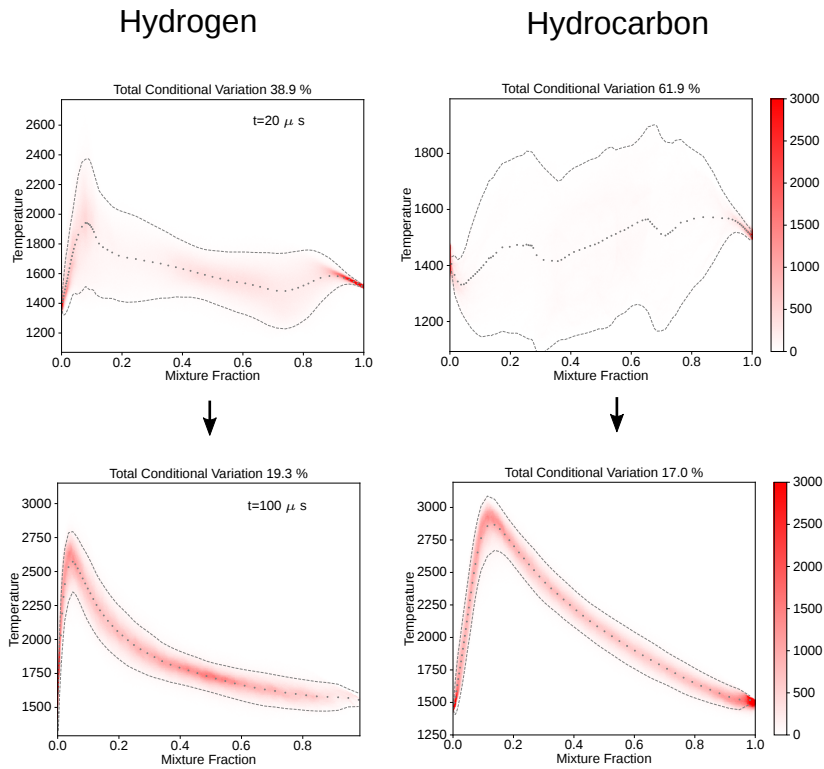 Hydrogen
Hydrocarbon
Total Conditional Variation 38.9 %
Total Conditional Variation 61.9 %
t=20 μ s
Temperature
2600
2400
2200
2000
1800
1600
1400
1200
0.0 0.2 0.4 0.6 0.8 1.0
Mixture Fraction
Temperature
1800
1600
1400
1200
0.0 0.2 0.4 0.6 0.8 1.0
Mixture Fraction
3000
2500
2000
1500
1000
500
0
Total Conditional Variation 19.3 %
Total Conditional Variation 17.0 %
t=100 μ s
Temperature
3000
2750
2500
2250
2000
1750
1500
0.0 0.2 0.4 0.6 0.8
Mixture Fraction
Temperature
3000
2750
2500
2250
2000
1750
1500
1250
0.0 0.2 0.4 0.6 0.8 1.0
Mixture Fraction
3000
2500
2000
1500
1000
500
0